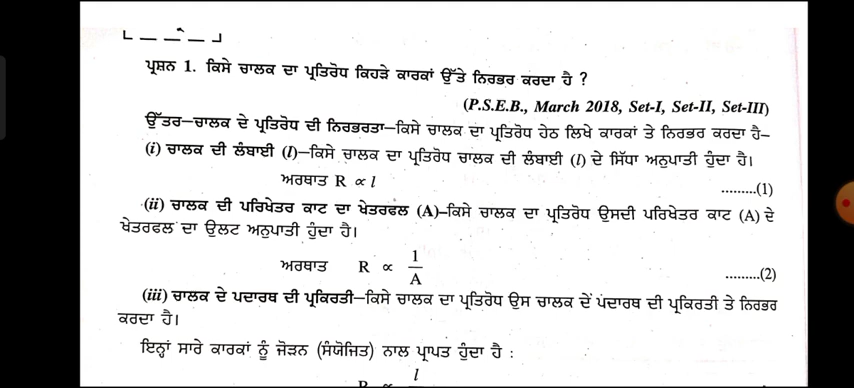 ਪ੍ਰਸ਼ਨ 1. ਕਿਸੇ ਚਾਲਕ ਦਾ ਪ੍ਰਤਿਰੋਧ ਕਿਹੜੇ ਕਾਰਕਾਂ ਉੱਤੇ ਨਿਰਭਰ ਕਰਦਾ ਹੈ ?
(P.S.E.B., March 2018, Set-I, Set-II, Set-III)
ਉੱਤਰ–ਚਾਲਕ ਦੇ ਪ੍ਰਤਿਰੋਧ ਦੀ ਨਿਰਭਰਤਾ–ਕਿਸੇ ਚਾਲਕ ਦਾ ਪ੍ਰਤਿਰੋਧ ਹੇਠ ਲਿਖੇ ਕਾਰਕਾਂ ਤੇ ਨਿਰਭਰ ਕਰਦਾ ਹੈ–
(i) ਚਾਲਕ ਦੀ ਲੰਬਾਈ (l)–ਕਿਸੇ ਚਾਲਕ ਦਾ ਪ੍ਰਤਿਰੋਧ ਚਾਲਕ ਦੀ ਲੰਬਾਈ (l) ਦੇ ਸਿੱਧਾ ਅਨੁਪਾਤੀ ਹੁੰਦਾ ਹੈ।
ਅਰਥਾਤ R ∝ l .........(1)
(ii) ਚਾਲਕ ਦੀ ਪਰਿਖੇਤਰ ਕਾਟ ਦਾ ਖੇਤਰਫਲ (A)–ਕਿਸੇ ਚਾਲਕ ਦਾ ਪ੍ਰਤਿਰੋਧ ਉਸਦੀ ਪਰਿਖੇਤਰ ਕਾਟ (A) ਦੇ
ਖੇਤਰਫਲ ਦਾ ਉਲਟ ਅਨੁਪਾਤੀ ਹੁੰਦਾ ਹੈ।
ਅਰਥਾਤ R ∝ 1/A .........(2)
(iii) ਚਾਲਕ ਦੇ ਪਦਾਰਥ ਦੀ ਪ੍ਰਕਿਰਤੀ–ਕਿਸੇ ਚਾਲਕ ਦਾ ਪ੍ਰਤਿਰੋਧ ਉਸ ਚਾਲਕ ਦੇ ਪਦਾਰਥ ਦੀ ਪ੍ਰਕਿਰਤੀ ਤੇ ਨਿਰਭਰ
ਕਰਦਾ ਹੈ।
ਇਨ੍ਹਾਂ ਸਾਰੇ ਕਾਰਕਾਂ ਨੂੰ ਜੋੜਨ (ਸੰਯੋਜਿਤ) ਨਾਲ ਪ੍ਰਾਪਤ ਹੁੰਦਾ ਹੈ :
R ∝ l